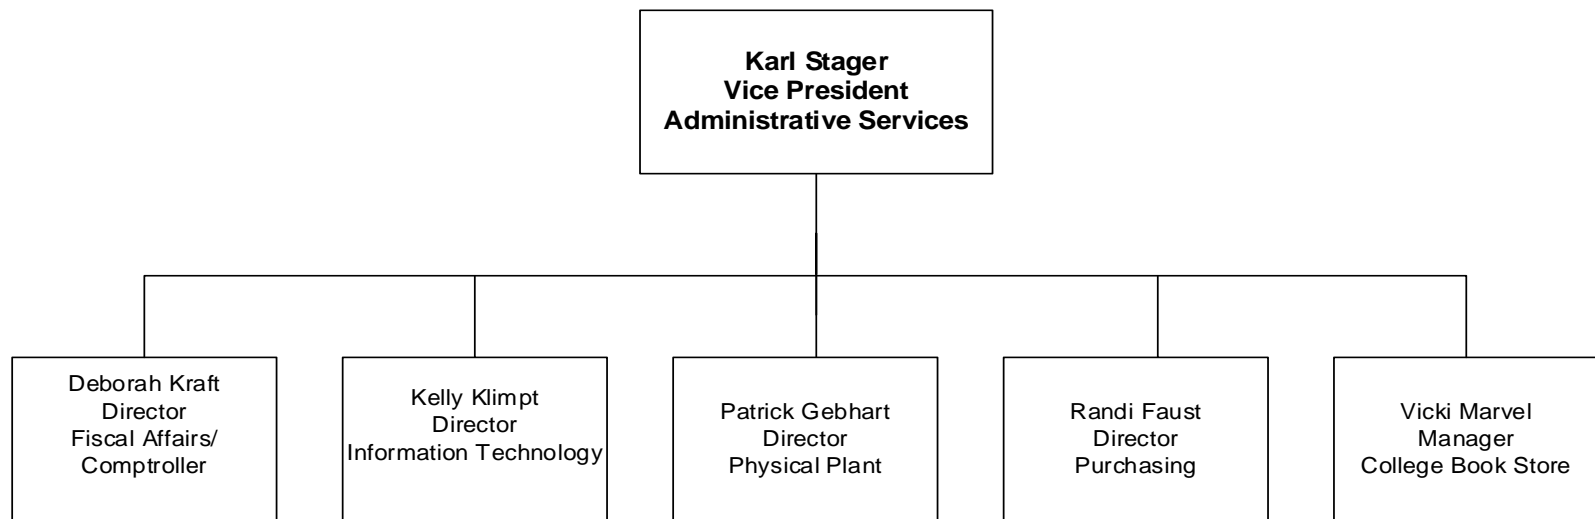 Karl Stager
Vice President
Administrative Services
Deborah Kraft
Director
Fiscal Affairs/
Comptroller
Kelly Klimpt
Director
Information Technology
Patrick Gebhart
Director
Physical Plant
Randi Faust
Director
Purchasing
Vicki Marvel
Manager
College Book Store